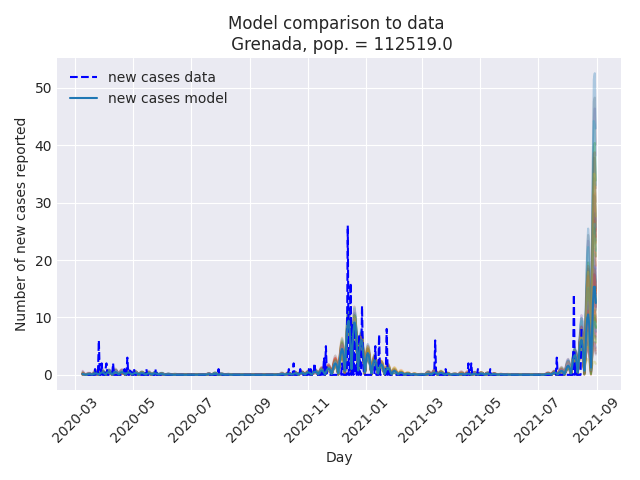 Model comparison to data
Grenada, pop. = 112519.0
new cases data
new cases model
Number of new cases reported
50
40
30
20
10
0
2020-03
2020-05
2020-07
2020-09
2020-11
2021-01
2021-03
2021-05
2021-07
2021-09
Day